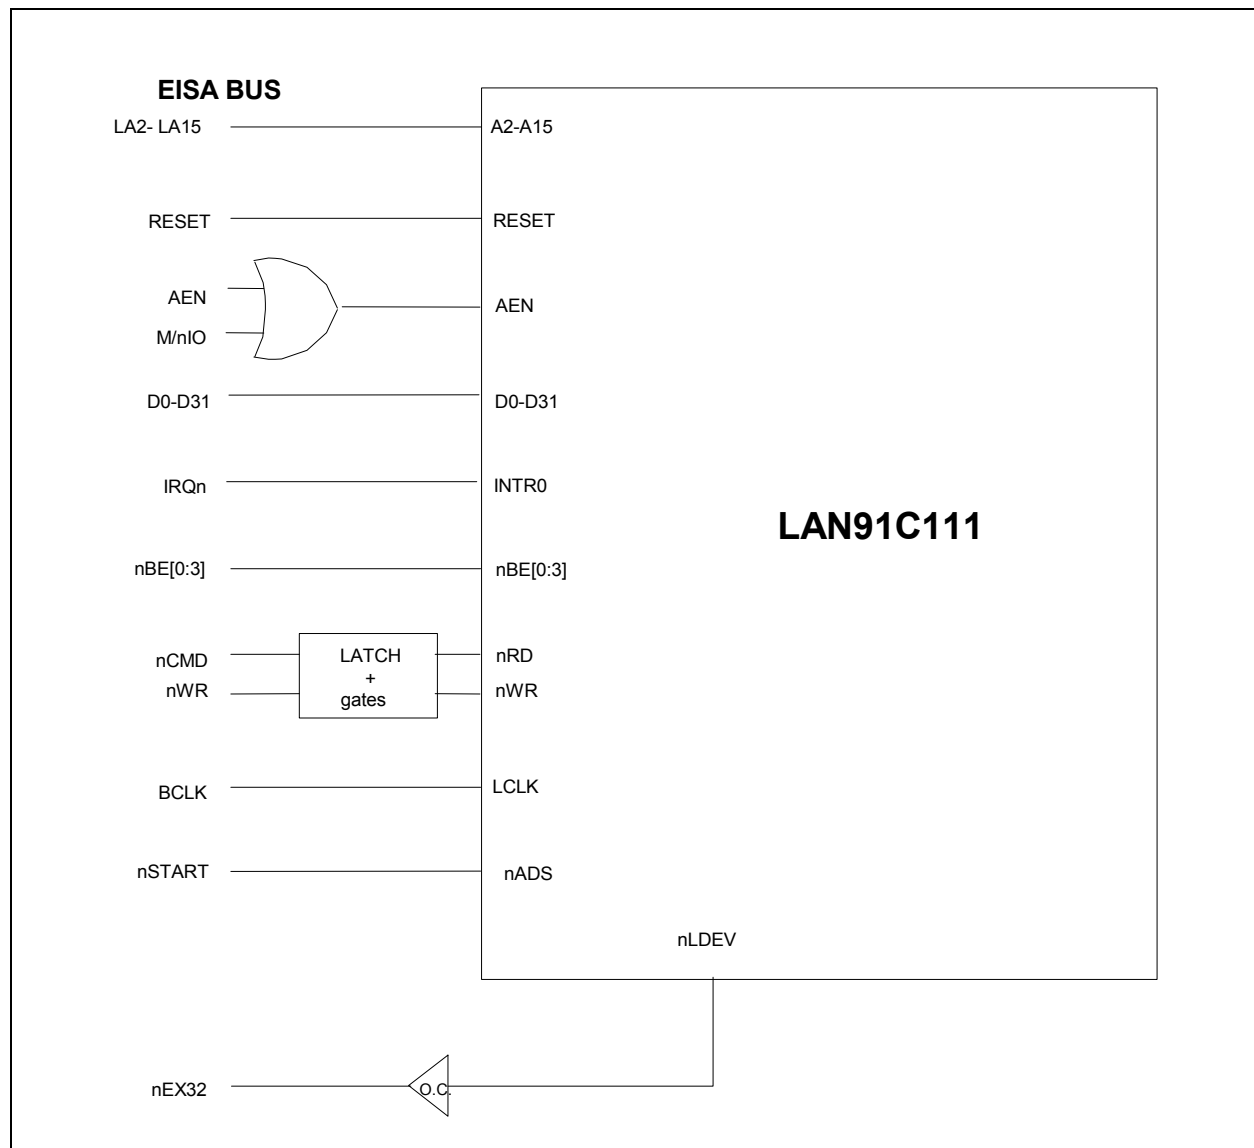 EISA BUS
LA2- LA15 A2-A15
RESET RESET
AEN AEN
M/nIO
D0-D31 D0-D31
IRQn INTR0
LAN91C111
nBE[0:3] nBE[0:3]
nCMD LATCH nRD
+
nWR gates nWR
BCLK LCLK
nSTART nADS
nLDEV
nEX32 O.C.